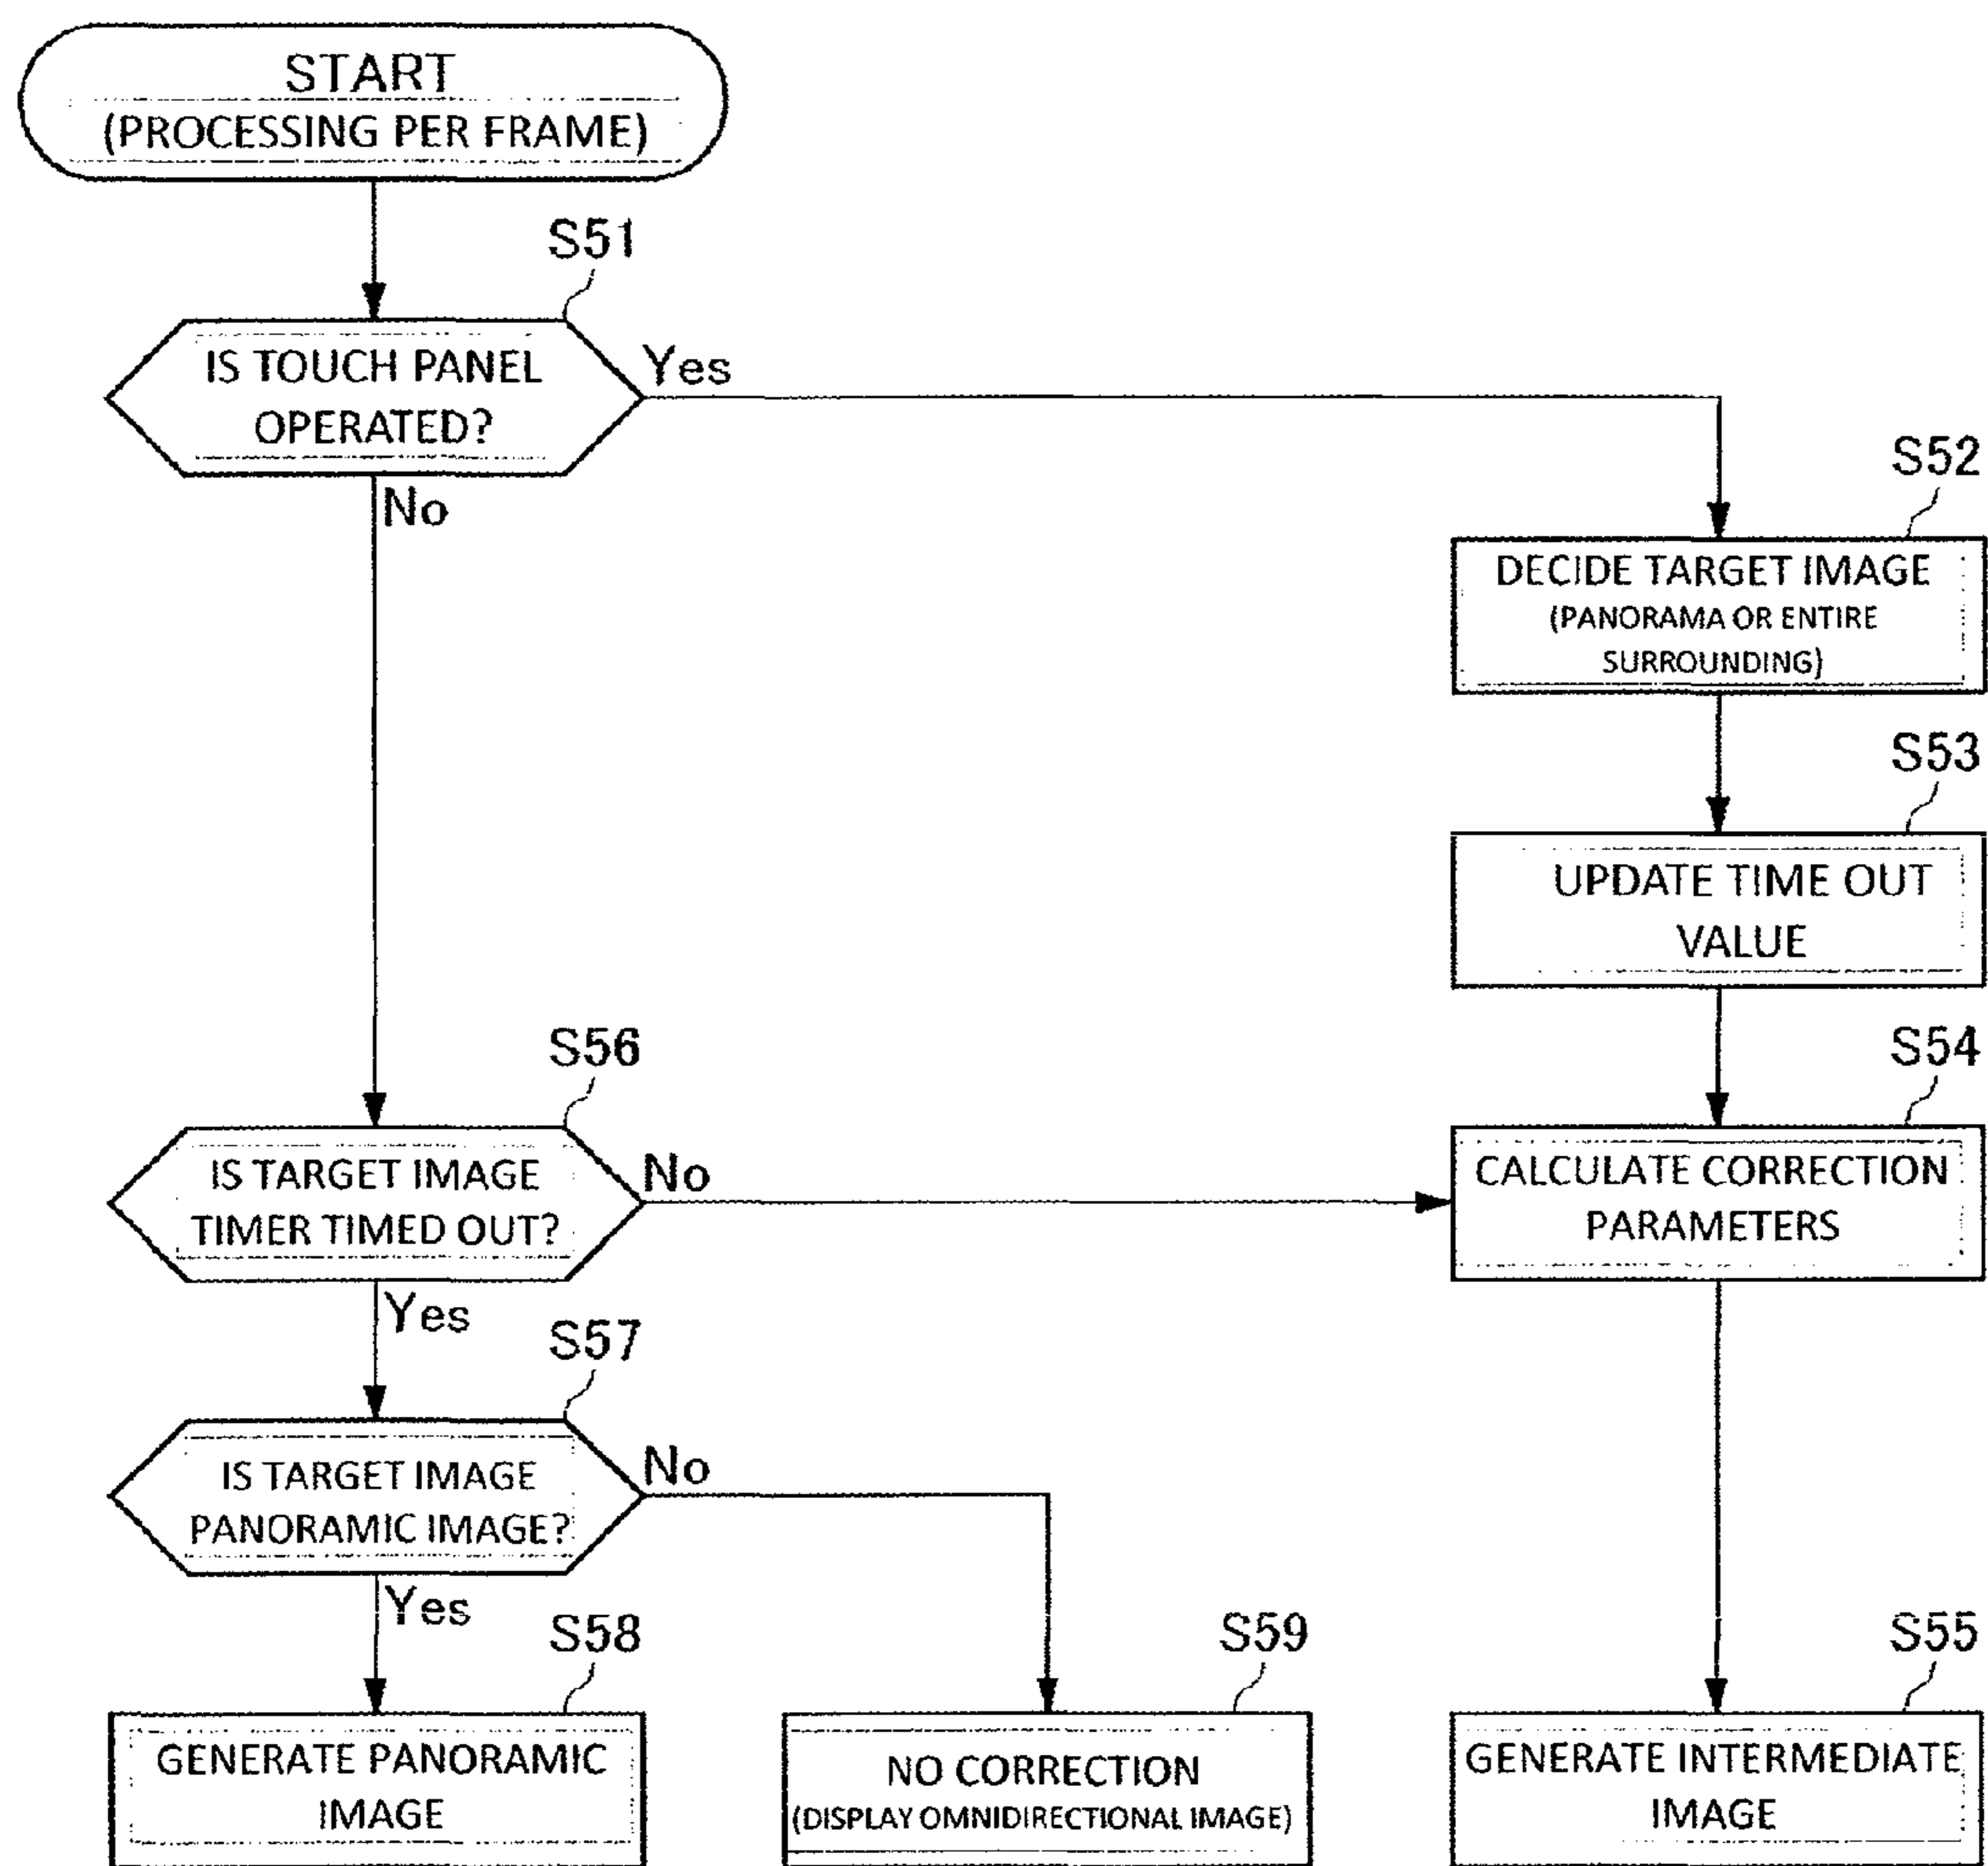 START
(PROCESSING PER FRAME)
S51
IS TOUCH PANEL
OPERATED?
Yes
No
S52
DECIDE TARGET IMAGE
(PANORAMA OR ENTIRE
SURROUNDING)
S53
UPDATE TIME OUT
VALUE
S54
CALCULATE CORRECTION
PARAMETERS
S56
IS TARGET IMAGE
TIMER TIMED OUT?
No
Yes
S57
IS TARGET IMAGE
PANORAMIC IMAGE?
No
Yes
S58
GENERATE PANORAMIC
IMAGE
S59
NO CORRECTION
(DISPLAY OMNIDIRECTIONAL IMAGE)
S55
GENERATE INTERMEDIATE
IMAGE